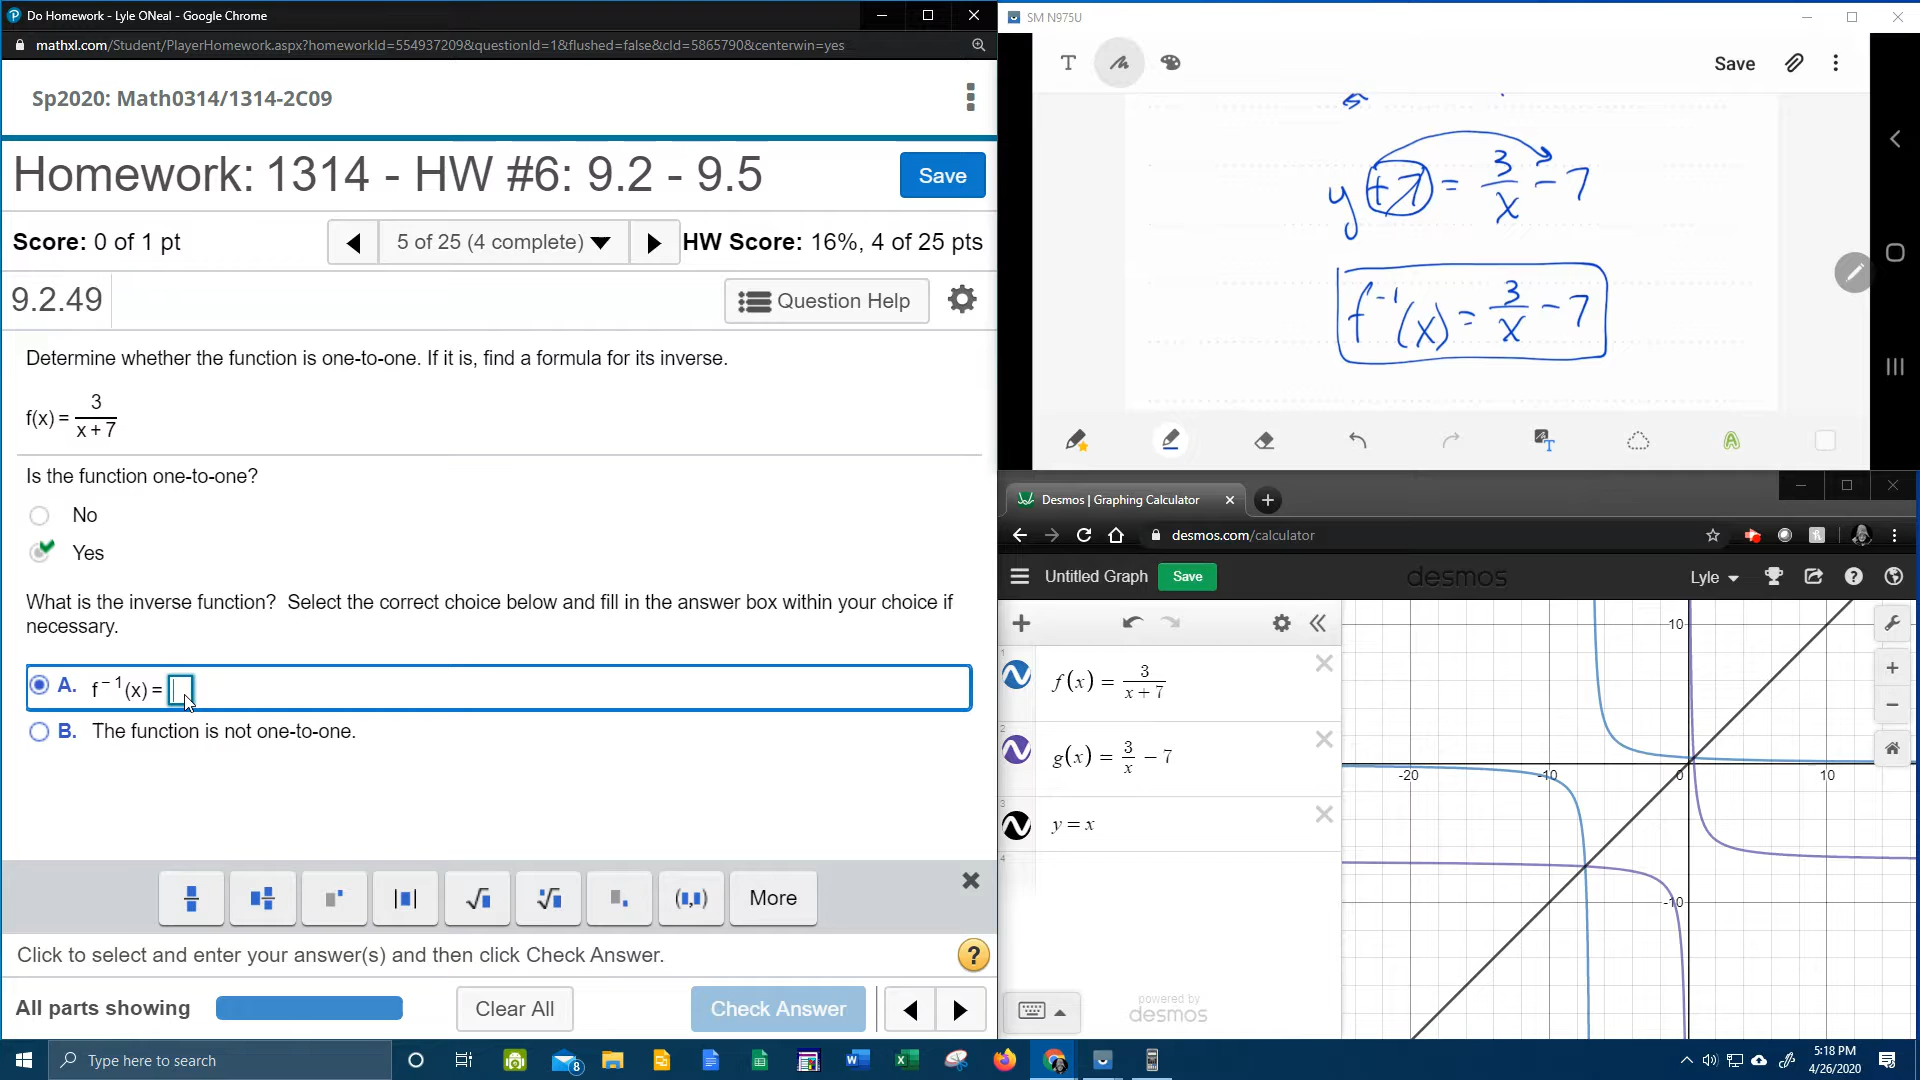 Do Homework - Lyle ONeal - Google Chrome
mathxl.com/Student/PlayerHomework.aspx?homeworkId=554937209&questionId=1&flushed=false&cId=5865790&centerwin=yes
Sp2020: Math0314/1314-2C09
Homework: 1314 - HW #6: 9.2 - 9.5
Save
Score: 0 of 1 pt
5 of 25 (4 complete)
HW Score: 16%, 4 of 25 pts
9.2.49
Question Help
Determine whether the function is one-to-one. If it is, find a formula for its inverse.
f(x) = 3/(x + 7)
Is the function one-to-one?
No
Yes
What is the inverse function? Select the correct choice below and fill in the answer box within your choice if
necessary.
A. f⁻¹(x) =
B. The function is not one-to-one.
More
Click to select and enter your answer(s) and then click Check Answer.
?
All parts showing
Clear All
Check Answer
SM N975U
T
Save
y +7 = 3/x - 7
f⁻¹(x) = 3/x - 7
Desmos | Graphing Calculator
desmos.com/calculator
Untitled Graph
Save
desmos
Lyle
1
f(x) = 3/(x + 7)
2
g(x) = 3/x - 7
3
y = x
4
powered by
desmos
10
-20
-10
0
10
-10
Type here to search
8
5:18 PM
4/26/2020